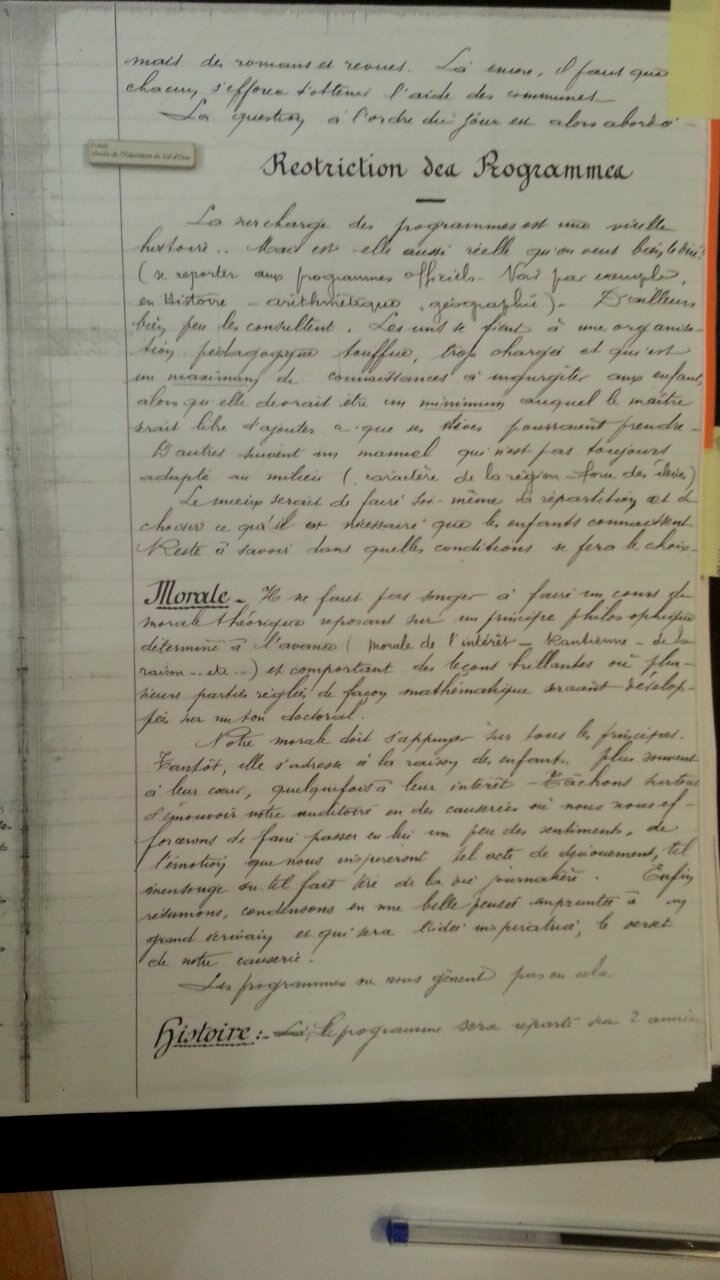 mais des romans et revues. Là encore, il faut que
chacun s'efforce d'obtenir l'aide des communes
La question à l'ordre du jour est alors abordée
Fonds
Musée de l'Education du Val d'Oise
Restriction des Programmes
La surcharge des programmes est une vieille
histoire.. Mais est-elle aussi réelle qu'on veut bien le dire?
(se reporter aux programmes officiels. Voir par exemple,
en Histoire - arithmétique, géographie). D'ailleurs
bien peu les consultent. Les uns se fient à une organisa-
tion pédagogique touffue, trop chargée et qui est
un maximum de connaissances à ingurgiter aux enfants,
alors qu'elle devrait être un minimum auquel le maître
serait libre d'ajouter ce que ses élèves pourraient prendre.
D'autres suivent un manuel qui n'est pas toujours
adapté au milieu (caractère de la région - force des élèves)
Le mieux serait de faire soi-même la répartition et de
choisir ce qu'il est nécessaire que les enfants connaissent
Reste à savoir dans quelles conditions se fera le choix.
Morale - Il ne faut pas songer à faire un cours de
morale théorique reposant sur un principe philosophique
déterminé à l'avance (morale de l'intérêt - Kantienne - de la
raison.. etc..) et comportant des leçons brillantes où plu-
sieurs parties réglées de façon mathématique seraient dévelop-
pées sur un ton doctoral.
Notre morale doit s'appuyer sur tous les principes.
Tantôt, elle s'adresse à la raison des enfants, plus souvent
à leur cœur, quelquefois à leur intérêt - Tâchons surtout
d'émouvoir notre auditoire en des causeries où nous nous ef-
forcerons de faire passer en lui un peu des sentiments, de
l'émotion que nous inspireront tel acte de dévouement, tel
mensonge ou tel fait tiré de la vie journalière. Enfin
résumons, condensons en une belle pensée empruntée à un
grand écrivain et qui sera l'idée inspiratrice, le verset
de notre causerie.
Les programmes ne nous gênent pas en cela
Histoire :- Le programme sera réparti sur 2 années